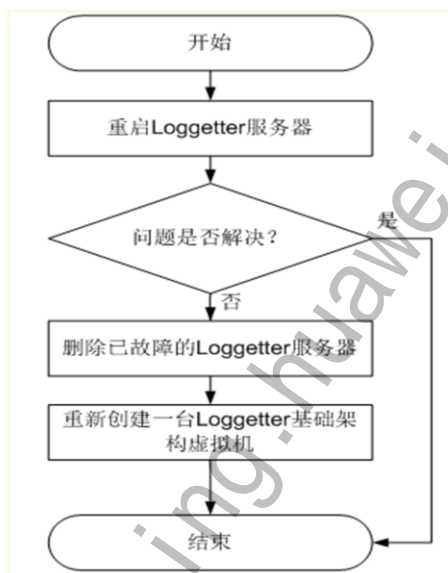 开始
重启Loggetter服务器
问题是否解决？
是
否
删除已故障的Loggetter服务器
重新创建一台Loggetter基础架
构虚拟机
结束
ing.huawei